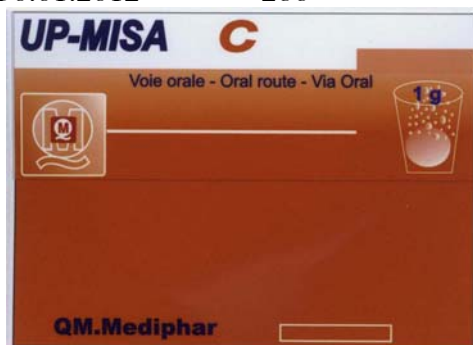 UP-MISA C
Voie orale - Oral route - Via Oral
1 g
M
Q
QM.Mediphar